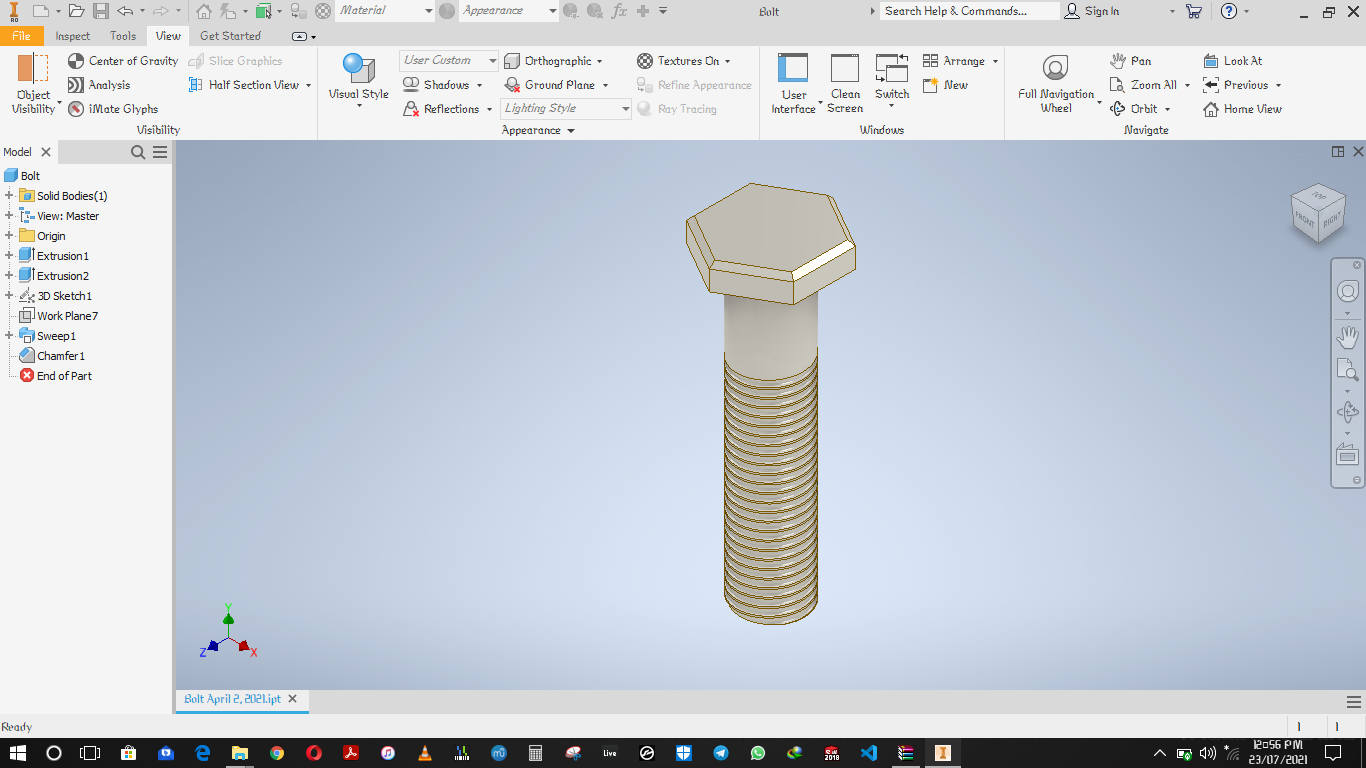 RO Material Appearance fx Bolt Search Help & Commands... Sign In ?
File Inspect Tools View Get Started
Object Visibility
Center of Gravity Slice Graphics
Analysis Half Section View
iMate Glyphs
Visibility
Visual Style
User Custom Orthographic Textures On
Shadows Ground Plane Refine Appearance
Reflections Lighting Style Ray Tracing
Appearance
User Interface Clean Screen Switch
Arrange
New
Windows
Full Navigation Wheel
Pan Look At
Zoom All Previous
Orbit Home View
Navigate
Model
Bolt
Solid Bodies(1)
View: Master
Origin
Extrusion1
Extrusion2
3D Sketch1
Work Plane7
Sweep1
Chamfer1
End of Part
TOP
FRONT RIGHT
Y
Z X
Bolt April 2, 2021.ipt
Ready 1 1
Live 2018 I
12:56 PM
23/07/2021